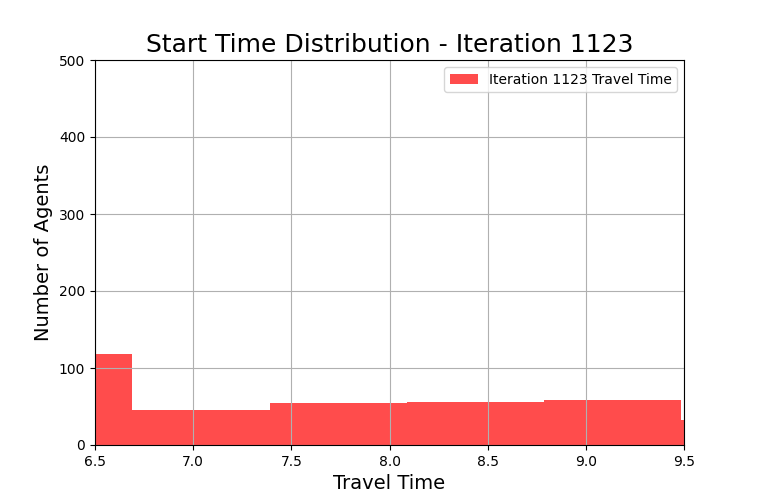 Start Time Distribution - Iteration 1123
Iteration 1123 Travel Time
Number of Agents
500
400
300
200
100
0
6.5 7.0 7.5 8.0 8.5 9.0 9.5
Travel Time